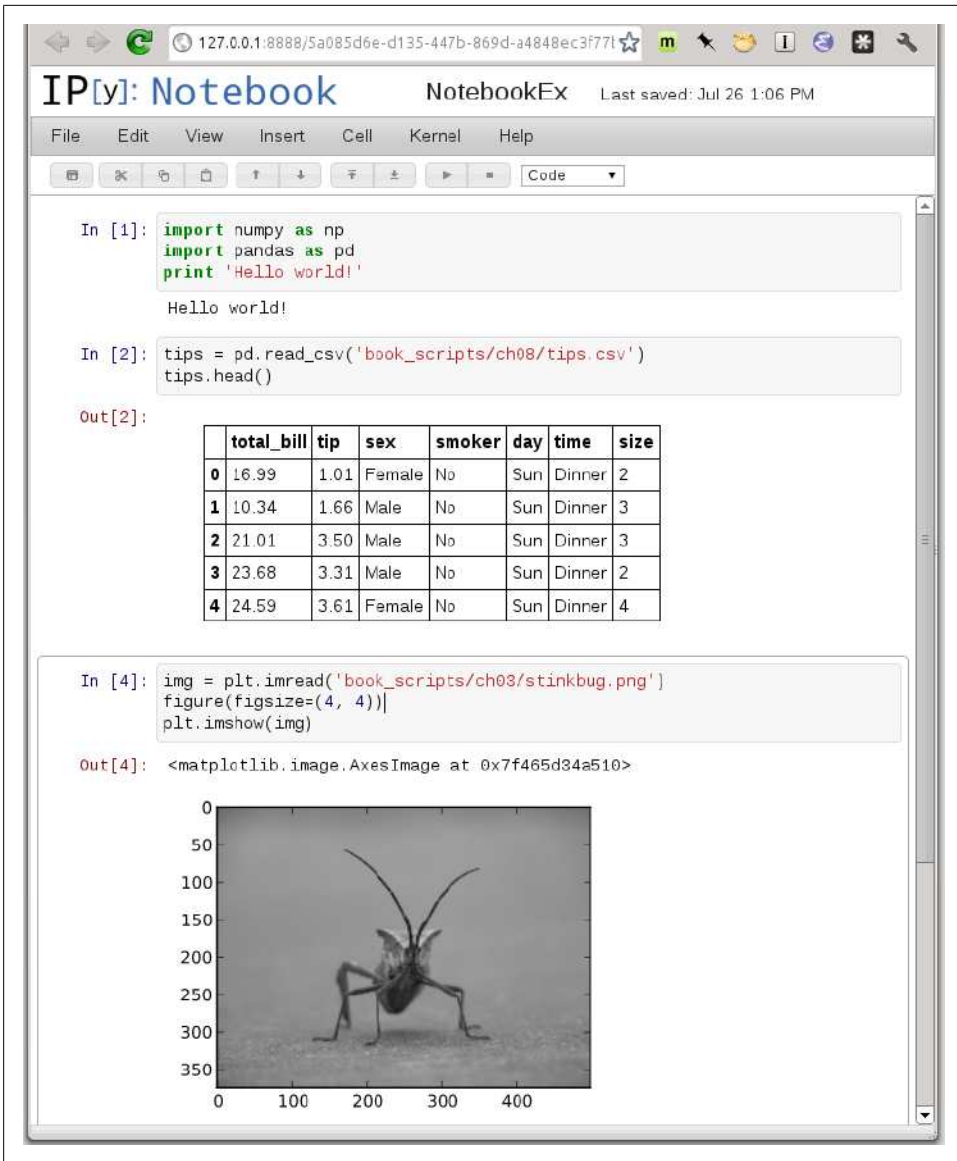 127.0.0.1:8888/5a085d6e-d135-447b-869d-a4848ec3f77
IP[y]: Notebook NotebookEx Last saved: Jul 26 1:06 PM
File Edit View Insert Cell Kernel Help
Code
In [1]: import numpy as np
import pandas as pd
print 'Hello world!'
Hello world!
In [2]: tips = pd.read_csv('book_scripts/ch08/tips.csv')
tips.head()
Out[2]:
total_bill tip sex smoker day time size
0 16.99 1.01 Female No Sun Dinner 2
1 10.34 1.66 Male No Sun Dinner 3
2 21.01 3.50 Male No Sun Dinner 3
3 23.68 3.31 Male No Sun Dinner 2
4 24.59 3.61 Female No Sun Dinner 4
In [4]: img = plt.imread('book_scripts/ch03/stinkbug.png')
figure(figsize=(4, 4))
plt.imshow(img)
Out[4]: <matplotlib.image.AxesImage at 0x7f465d34a510>
0
50
100
150
200
250
300
350
0 100 200 300 400